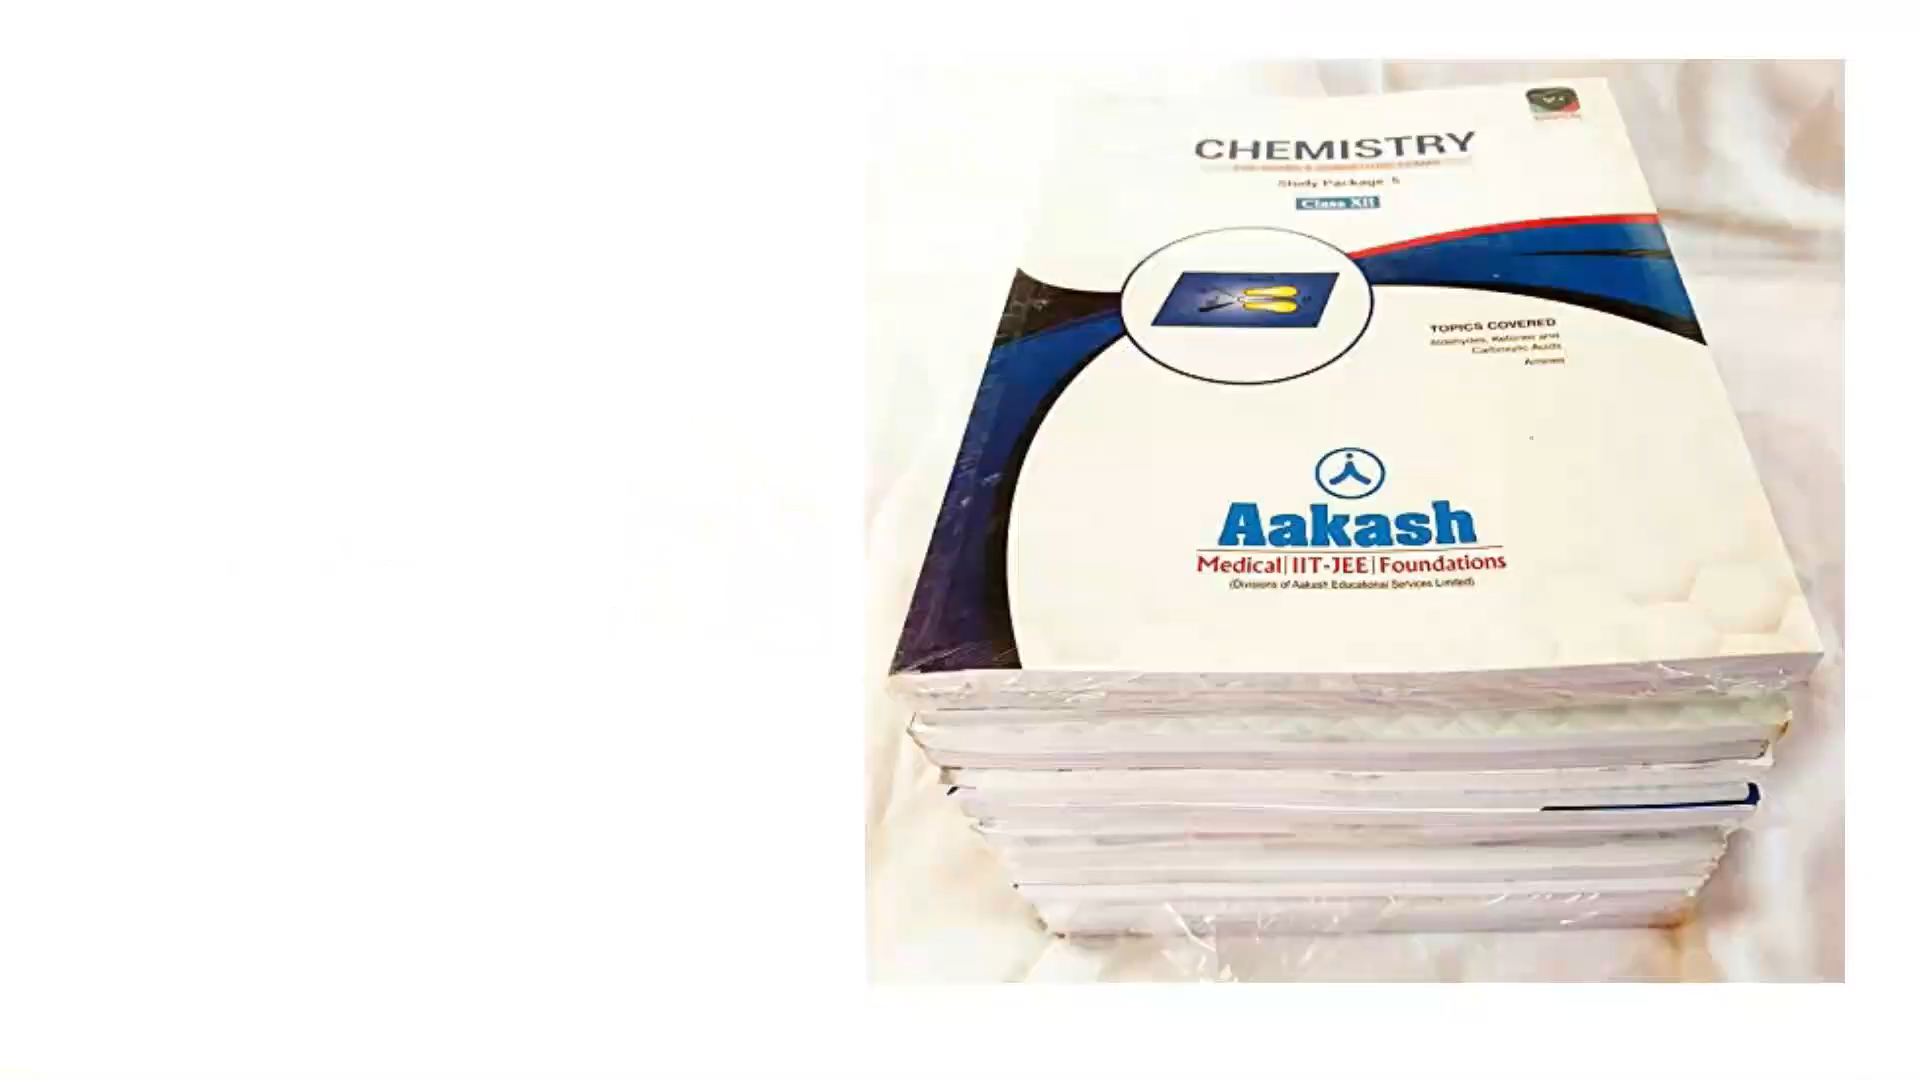 CHEMISTRY
Study Package 5
Class XII
TOPICS COVERED
Aldehydes, Ketones and
Carboxylic Acids
Amines
Aakash
Medical|IIT-JEE|Foundations
(Divisions of Aakash Educational Services Limited)